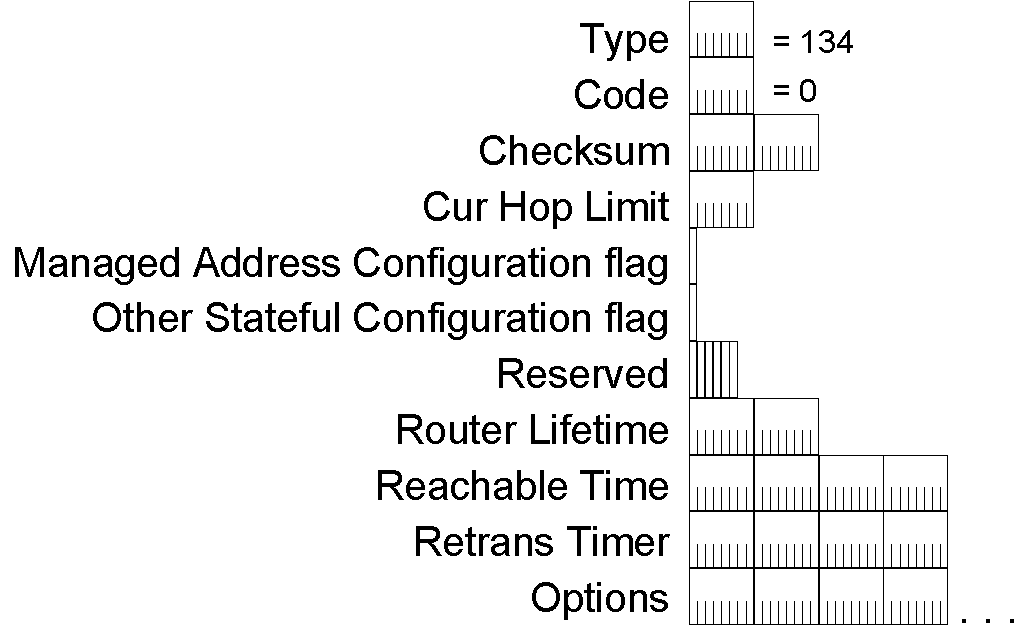 Type = 134
Code = 0
Checksum
Cur Hop Limit
Managed Address Configuration flag
Other Stateful Configuration flag
Reserved
Router Lifetime
Reachable Time
Retrans Timer
Options . . .